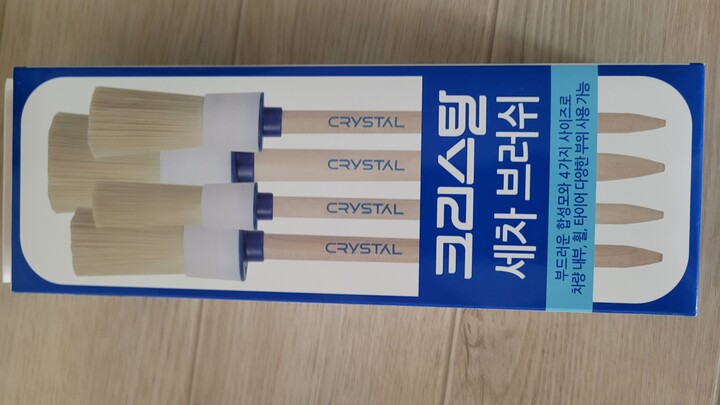 크리스탈
세차 브러쉬
부드러운 합성모와 4가지 사이즈로
차량 내부, 휠, 타이어 다양한 부위 사용가능
CRYSTAL
CRYSTAL
CRYSTAL
CRYSTAL